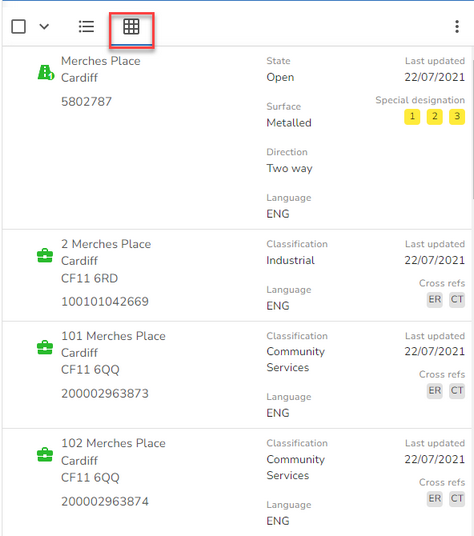 Merches Place
Cardiff
5802787
State
Open
Surface
Metalled
Direction
Two way
Language
ENG
Last updated
22/07/2021
Special designation
1 2 3
2 Merches Place
Cardiff
CF11 6RD
100101042669
Classification
Industrial
Language
ENG
Last updated
22/07/2021
Cross refs
ER CT
101 Merches Place
Cardiff
CF11 6QQ
200002963873
Classification
Community
Services
Language
ENG
Last updated
22/07/2021
Cross refs
ER CT
102 Merches Place
Cardiff
CF11 6QQ
200002963874
Classification
Community
Services
Language
ENG
Last updated
22/07/2021
Cross refs
ER CT